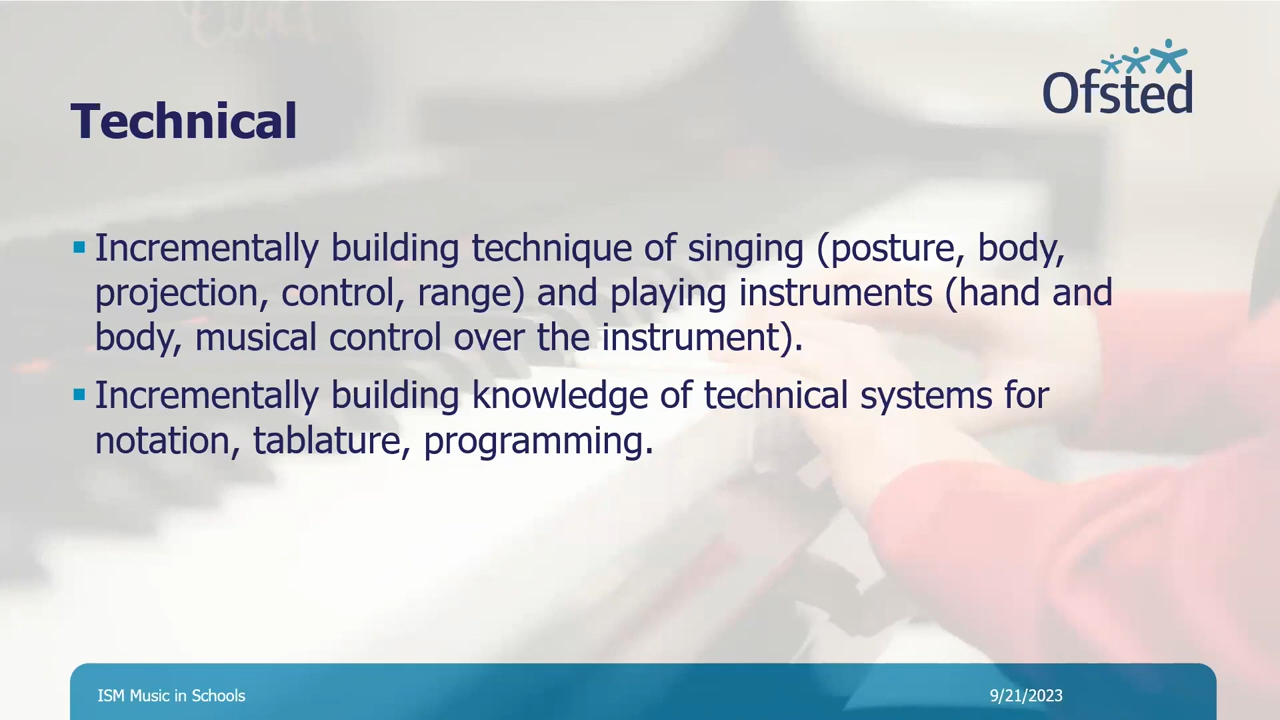 Ofsted
Technical
Incrementally building technique of singing (posture, body,
projection, control, range) and playing instruments (hand and
body, musical control over the instrument).
Incrementally building knowledge of technical systems for
notation, tablature, programming.
ISM Music in Schools
9/21/2023